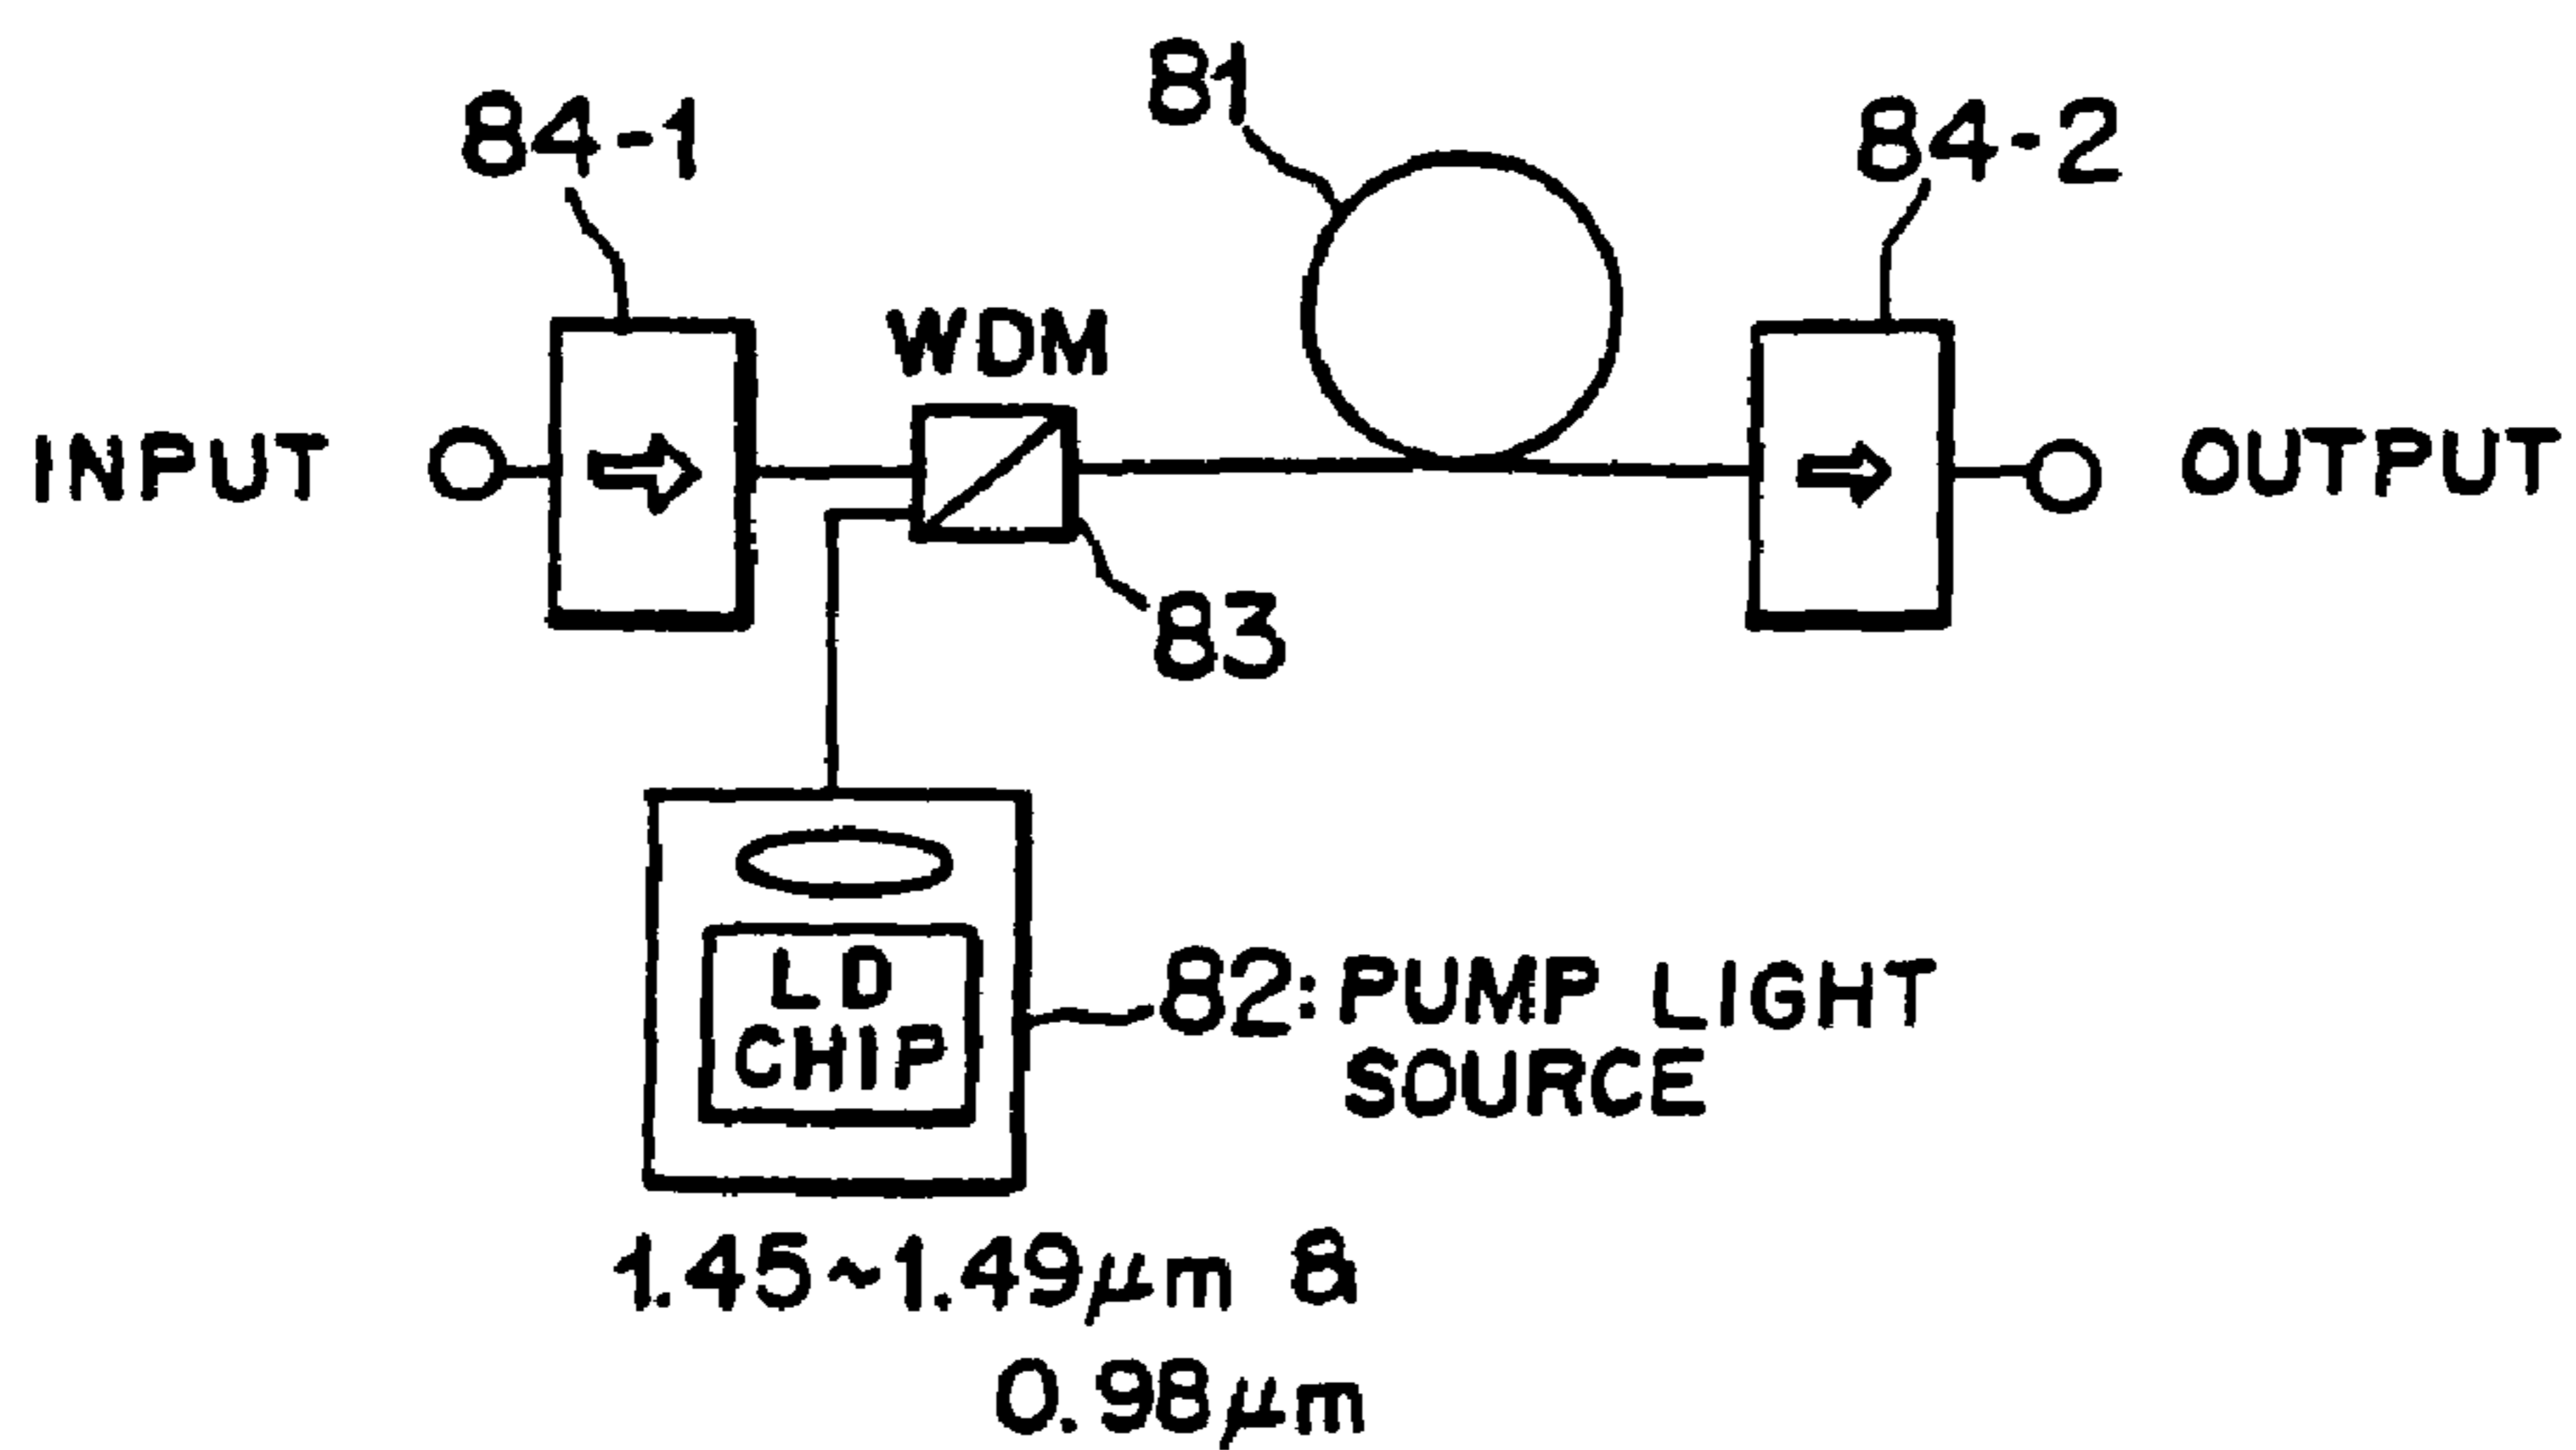 81
84-1
84-2
WDM
INPUT
OUTPUT
83
LD
CHIP
82: PUMP LIGHT
SOURCE
1.45~1.49μm &
0.98μm